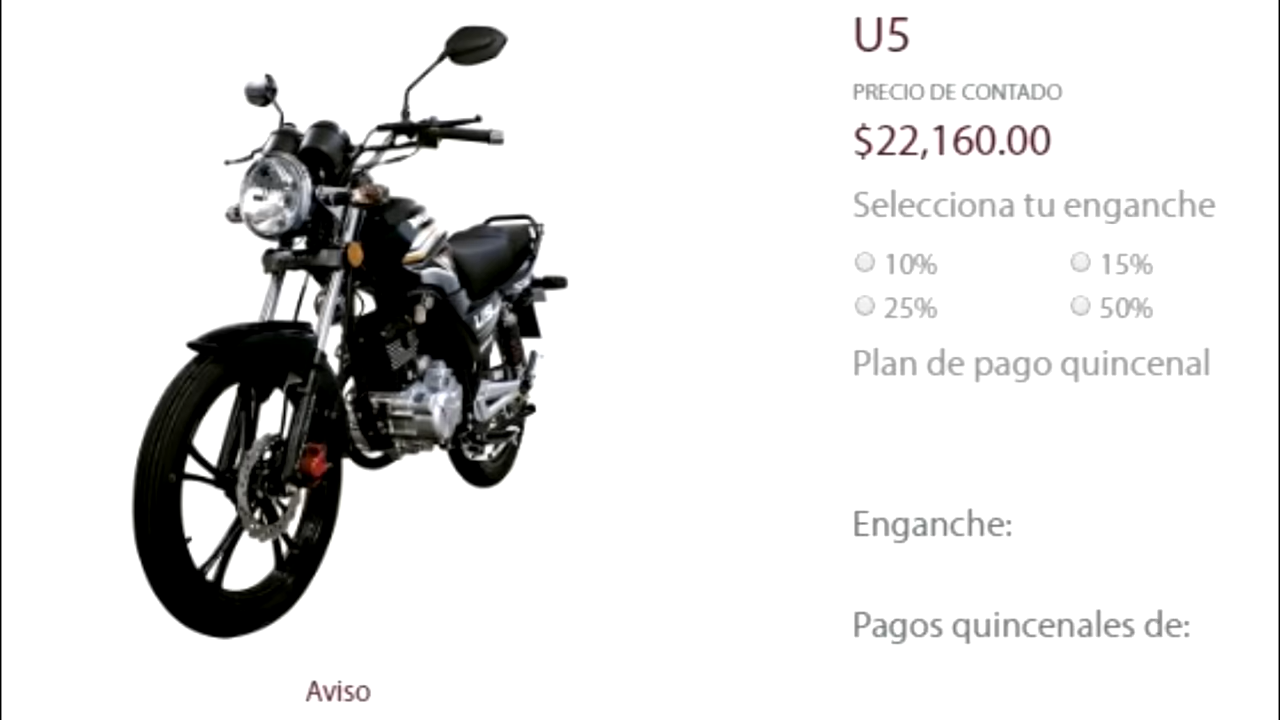 U5
PRECIO DE CONTADO
$22,160.00
Selecciona tu enganche
10%
15%
25%
50%
Plan de pago quincenal
Enganche:
Pagos quincenales de:
Aviso